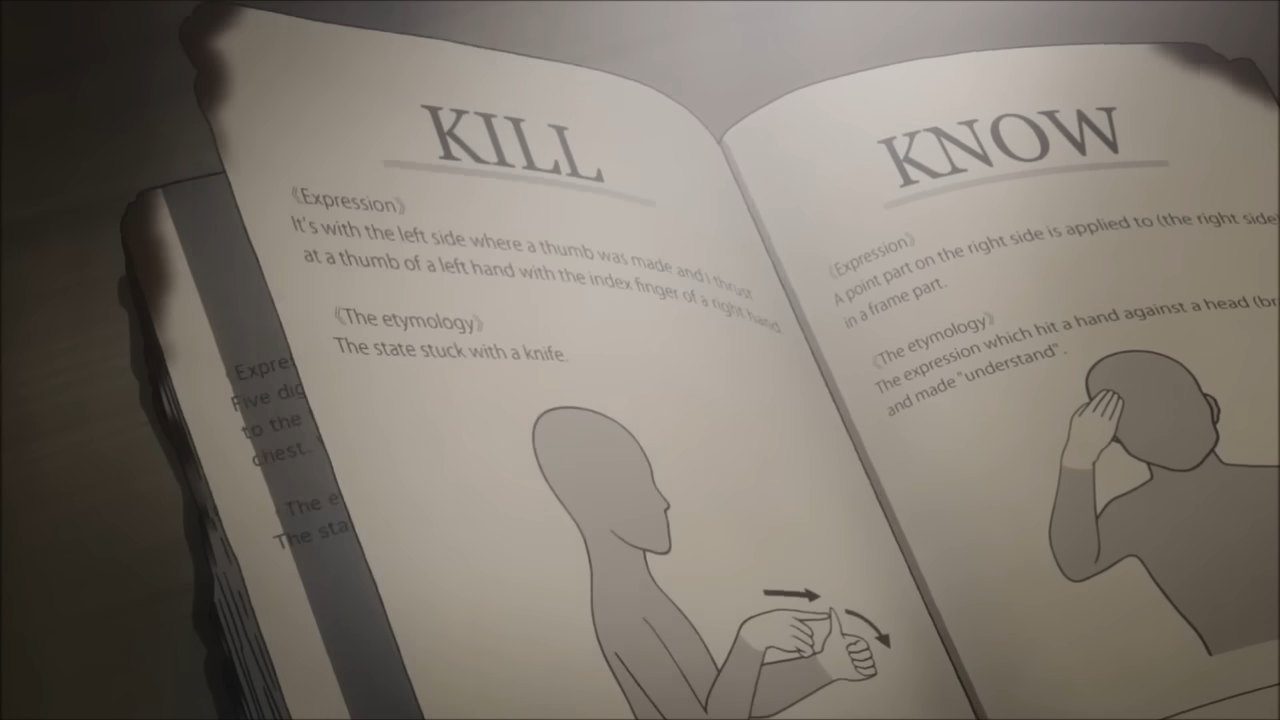 KILL
《Expression》
It's with the left side where a thumb was made and i thrust
at a thumb of a left hand with the index finger of a right hand.
《The etymology》
The state stuck with a knife.
KNOW
《Expression》
A point part on the right side is applied to (the right side
in a frame part.
《The etymology》
The expression which hit a hand against a head (br
and made "understand".
Expres
Five dig
to the
chest.
The e
The sta